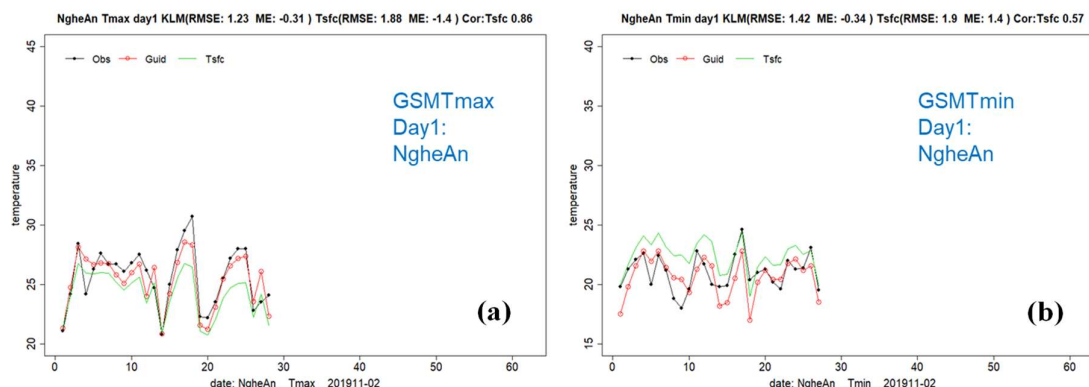 NgheAn Tmax day1 KLM(RMSE: 1.23 ME: -0.31 ) Tsfc(RMSE: 1.88 ME: -1.4 ) Cor:Tsfc 0.86
45
40
35
30
25
20
temperature
Obs Guid Tsfc
GSMTmax
Day1:
NgheAn
(a)
0 10 20 30 40 50 60
date: NgheAn Tmax 201911-02
NgheAn Tmin day1 KLM(RMSE: 1.42 ME: -0.34 ) Tsfc(RMSE: 1.9 ME: 1.4 ) Cor:Tsfc 0.57
40
35
30
25
20
15
temperature
Obs Guid Tsfc
GSMTmin
Day1:
NgheAn
(b)
0 10 20 30 40 50 60
date: NgheAn Tmin 201911-02